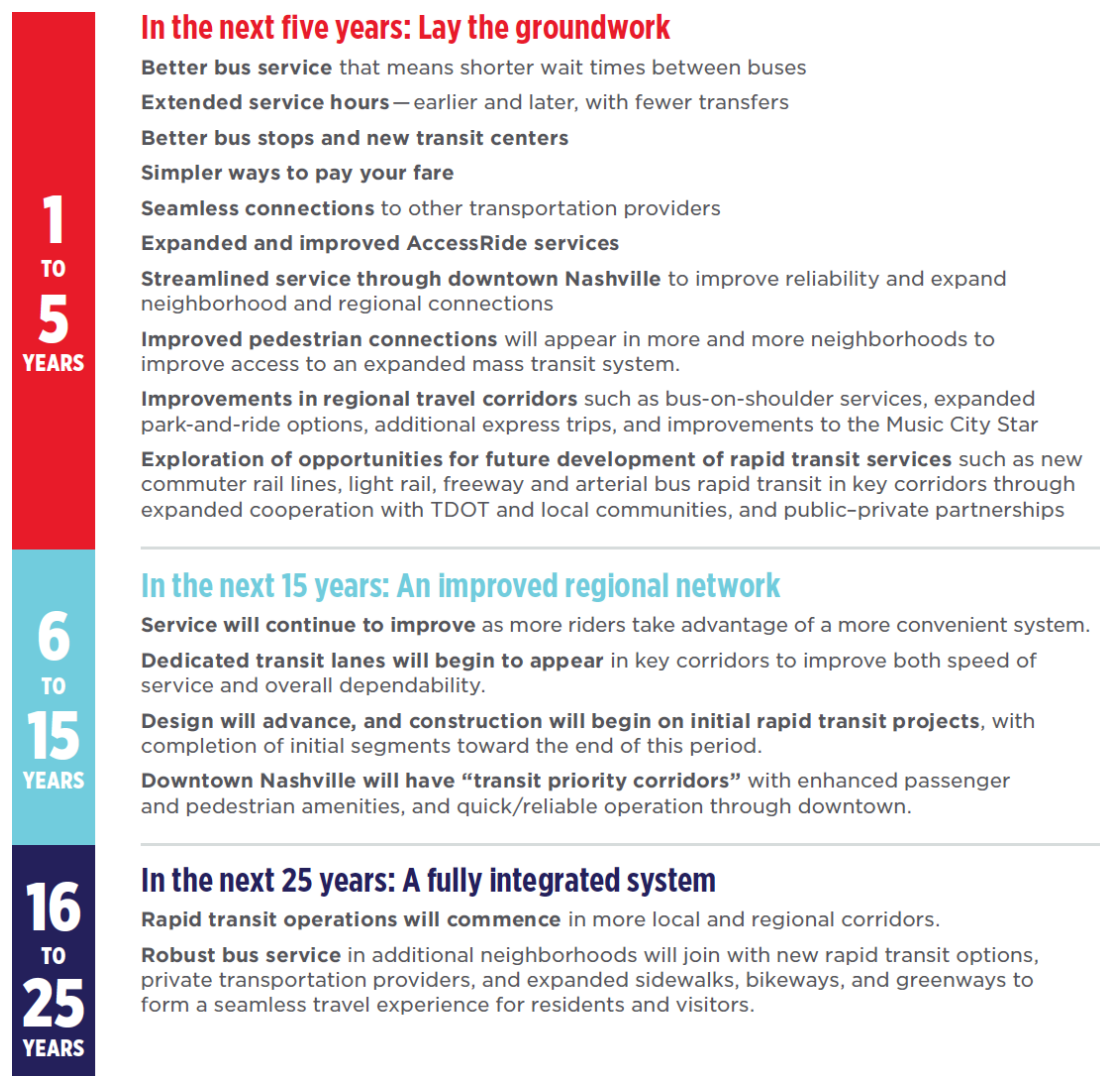 In the next five years: Lay the groundwork
Better bus service that means shorter wait times between buses
Extended service hours — earlier and later, with fewer transfers
Better bus stops and new transit centers
Simpler ways to pay your fare
Seamless connections to other transportation providers
Expanded and improved AccessRide services
Streamlined service through downtown Nashville to improve reliability and expand
neighborhood and regional connections
Improved pedestrian connections will appear in more and more neighborhoods to
improve access to an expanded mass transit system.
Improvements in regional travel corridors such as bus-on-shoulder services, expanded
park-and-ride options, additional express trips, and improvements to the Music City Star
Exploration of opportunities for future development of rapid transit services such as new
commuter rail lines, light rail, freeway and arterial bus rapid transit in key corridors through
expanded cooperation with TDOT and local communities, and public–private partnerships
1
TO
5
YEARS
In the next 15 years: An improved regional network
Service will continue to improve as more riders take advantage of a more convenient system.
Dedicated transit lanes will begin to appear in key corridors to improve both speed of
service and overall dependability.
Design will advance, and construction will begin on initial rapid transit projects, with
completion of initial segments toward the end of this period.
Downtown Nashville will have “transit priority corridors” with enhanced passenger
and pedestrian amenities, and quick/reliable operation through downtown.
6
TO
15
YEARS
In the next 25 years: A fully integrated system
Rapid transit operations will commence in more local and regional corridors.
Robust bus service in additional neighborhoods will join with new rapid transit options,
private transportation providers, and expanded sidewalks, bikeways, and greenways to
form a seamless travel experience for residents and visitors.
16
TO
25
YEARS